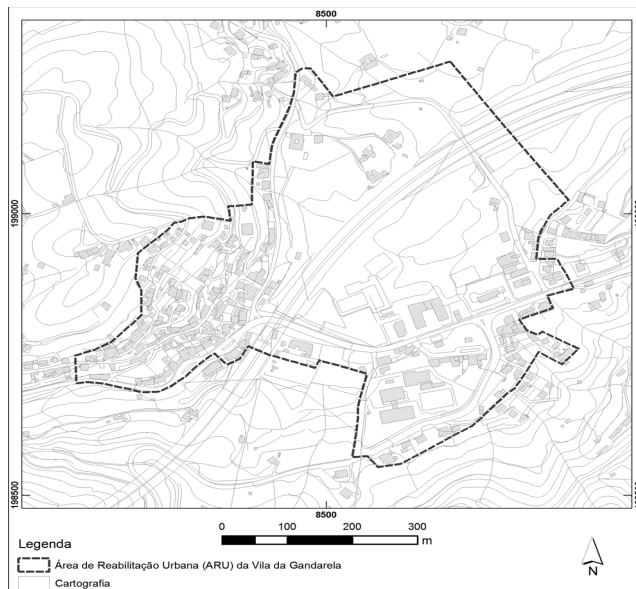 8500
199000
198500
8500
0 100 200 300
m
Legenda
Área de Reabilitação Urbana (ARU) da Vila da Gandarela
Cartografia
N